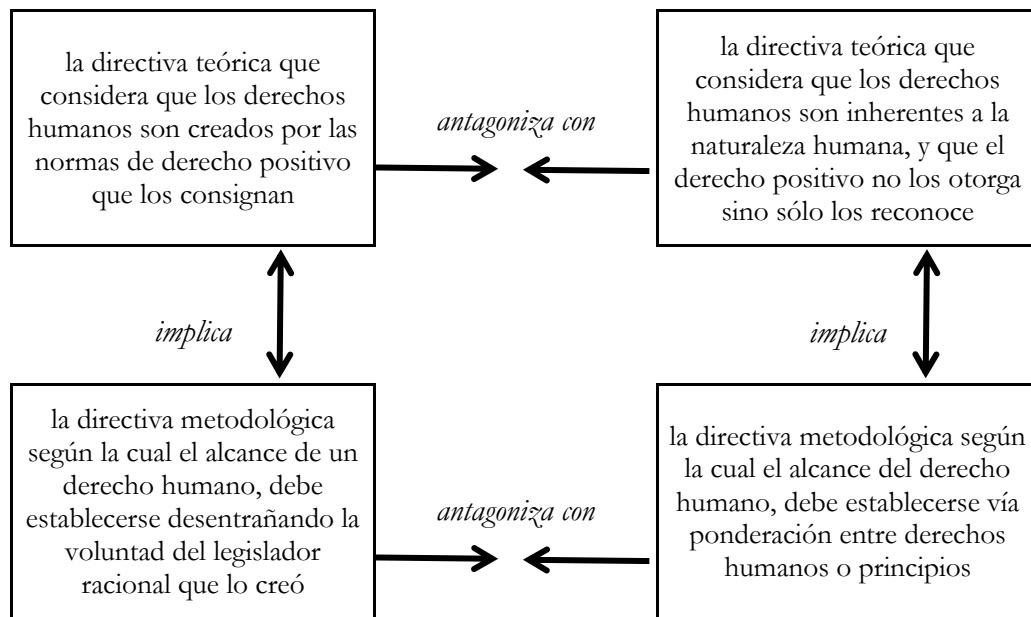 la directiva teórica que
considera que los derechos
humanos son creados por las
normas de derecho positivo
que los consignan
antagoniza con
la directiva teórica que
considera que los derechos
humanos son inherentes a la
naturaleza humana, y que el
derecho positivo no los otorga
sino sólo los reconoce
implica
implica
la directiva metodológica
según la cual el alcance de un
derecho humano, debe
establecerse desentrañando la
voluntad del legislador
racional que lo creó
antagoniza con
la directiva metodológica según
la cual el alcance del derecho
humano, debe establecerse vía
ponderación entre derechos
humanos o principios